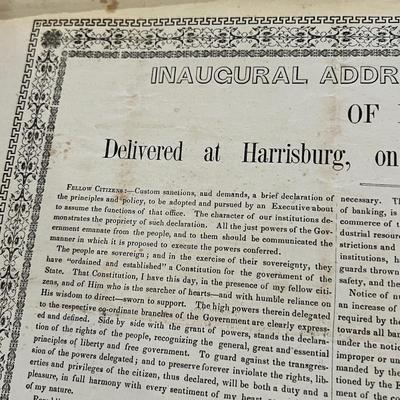 INAUGURAL ADDR
OF
Delivered at Harrisburg, on
FELLOW CITIZENS:—Custom sanctions, and demands, a brief declaration of
the principles and policy, to be adopted and pursued by an Executive about
to assume the functions of that office. The character of our institutions de-
monstrates the propriety of such declaration. All the just powers of the Gov-
ernment emanate from the people, and to them should be communicated the
manner in which it is proposed to execute the powers conferred.
The people are sovereign; and in the exercise of their sovereignty, they
have "ordained and established" a Constitution for the government of the
State. That Constitution, I have this day, in the presence of my fellow citi-
zens, and of Him who is the searcher of hearts—and with humble reliance on
His wisdom to direct—sworn to support. The high powers therein delegated
to the respective co-ordinate branches of the Government are clearly express-
ed and defined. Side by side with the grant of powers, stands the declara-
tion of the rights of the people, recognizing the general, great and essential
principles of liberty and free government. To guard against the transgres-
sion of the powers delegated; and to preserve forever inviolate the rights, lib-
erties and privileges of the citizen, thus declared, will be both a duty and a
pleasure, in full harmony with every sentiment of my heart
of my nature.
necessary. Th
of banking, is
commerce of t
industrial resour
strictions and
institutions, h
guards thrown
safety, and the
Notice of nu
an increase of
required by the
towards all bank
under the notice
improper or un
manded by the
tioned by the E
ment of the co